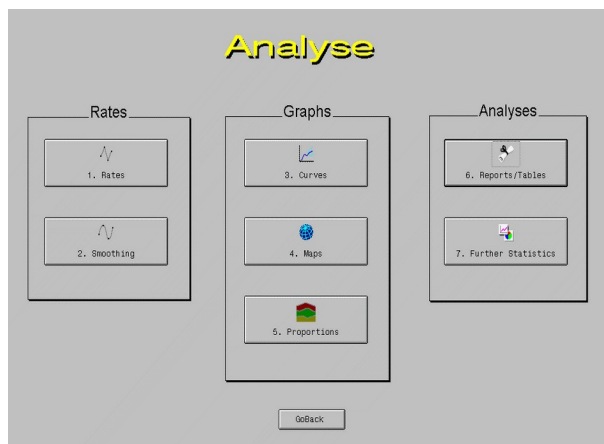 Analyse
Rates
1. Rates
2. Smoothing
Graphs
3. Curves
4. Maps
5. Proportions
Analyses
6. Reports/Tables
7. Further Statistics
GoBack